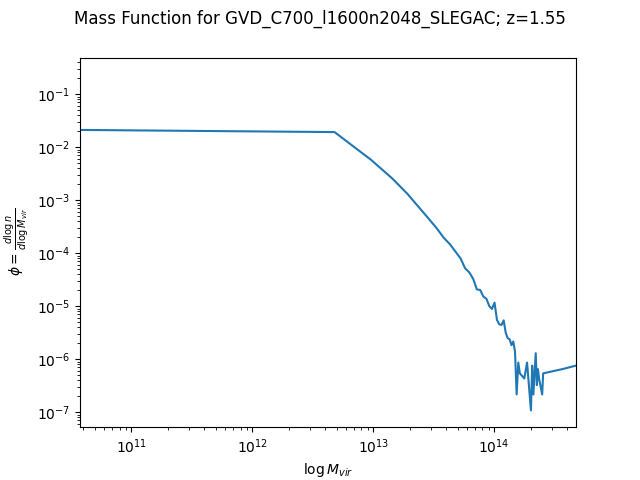 Mass Function for GVD_C700_l1600n2048_SLEGAC; z=1.55
10⁻¹
10⁻²
10⁻³
10⁻⁴
10⁻⁵
10⁻⁶
10⁻⁷
ϕ = d log n / d log M_vir
10¹¹ 10¹² 10¹³ 10¹⁴
log M_vir